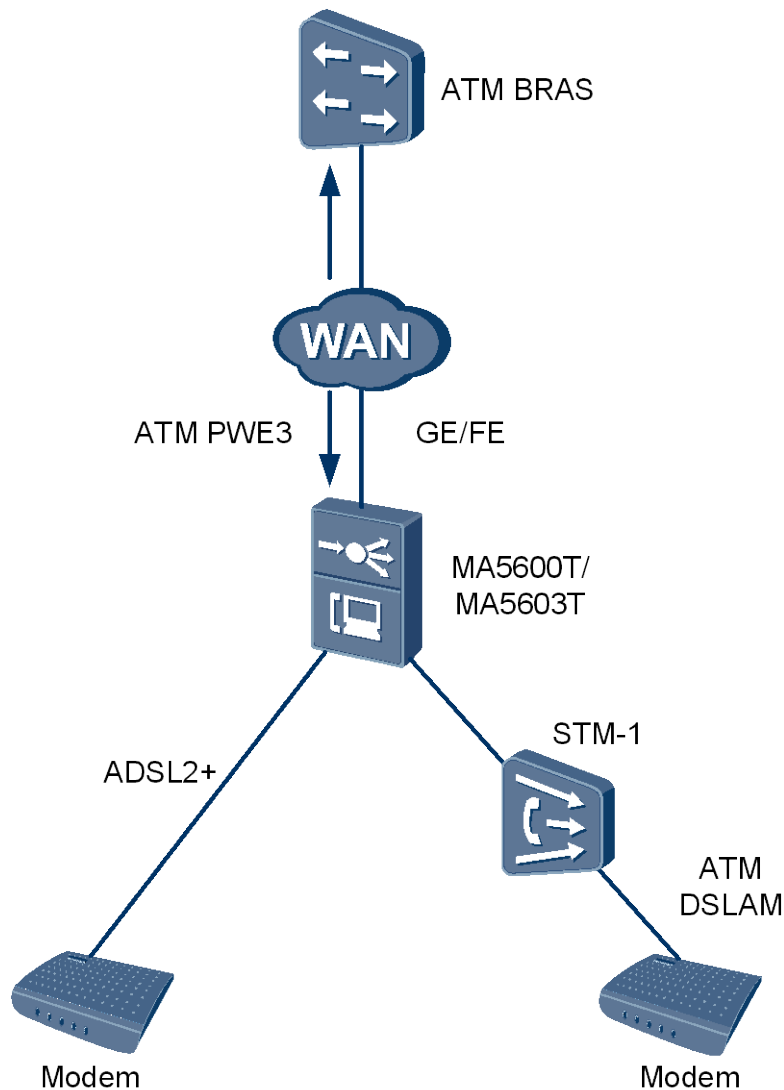 ATM BRAS
WAN
ATM PWE3
GE/FE
MA5600T/
MA5603T
STM-1
ADSL2+
ATM
DSLAM
Modem
Modem